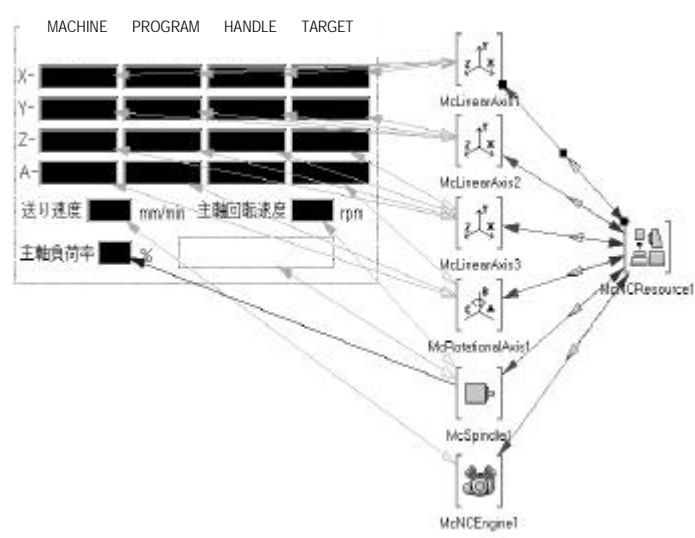 MACHINE PROGRAM HANDLE TARGET
X-
Y-
Z-
A-
送り速度 mm/min 主軸回転速度 rpm
主軸負荷率 %
McLinearAxis1
McLinearAxis2
McLinearAxis3
McRotationalAxis1
McSpindle1
McNCEngine1
McNCResource1